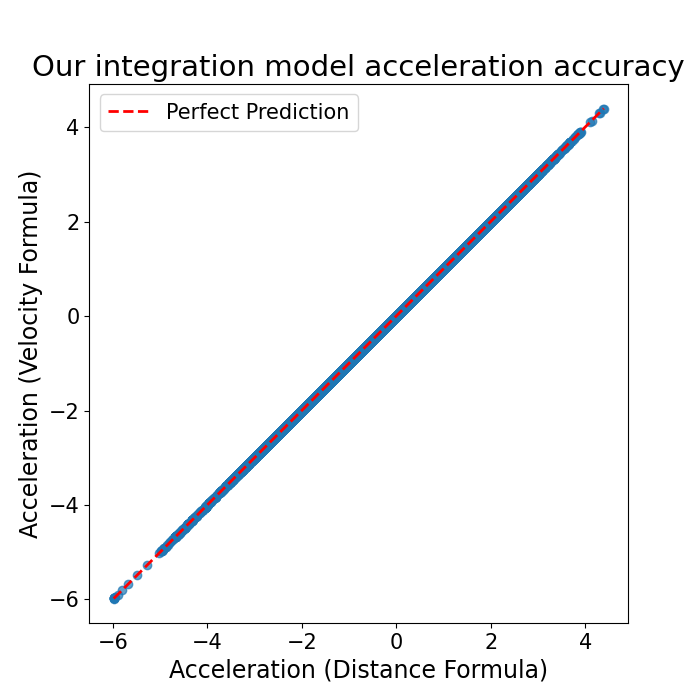 Our integration model acceleration accuracy
Perfect Prediction
4
2
0
−2
−4
−6
Acceleration (Velocity Formula)
−6 −4 −2 0 2 4
Acceleration (Distance Formula)